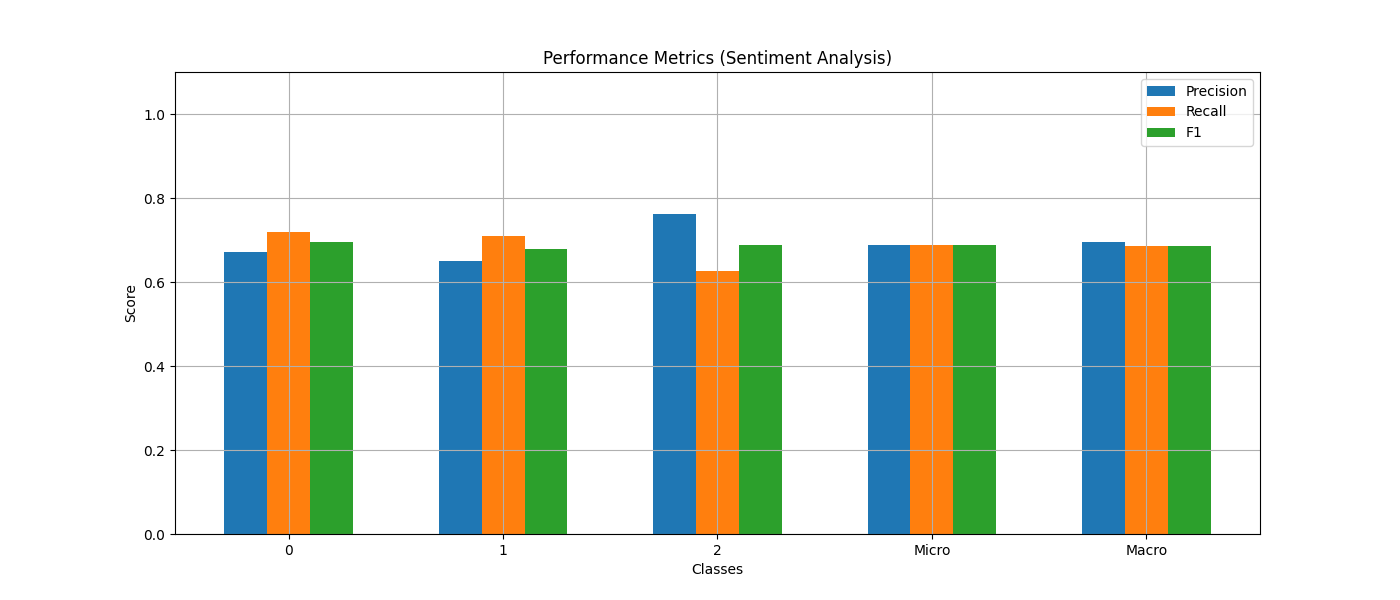 Performance Metrics (Sentiment Analysis)
Precision
Recall
F1
1.0
0.8
0.6
0.4
0.2
0.0
Score
0 1 2 Micro Macro
Classes